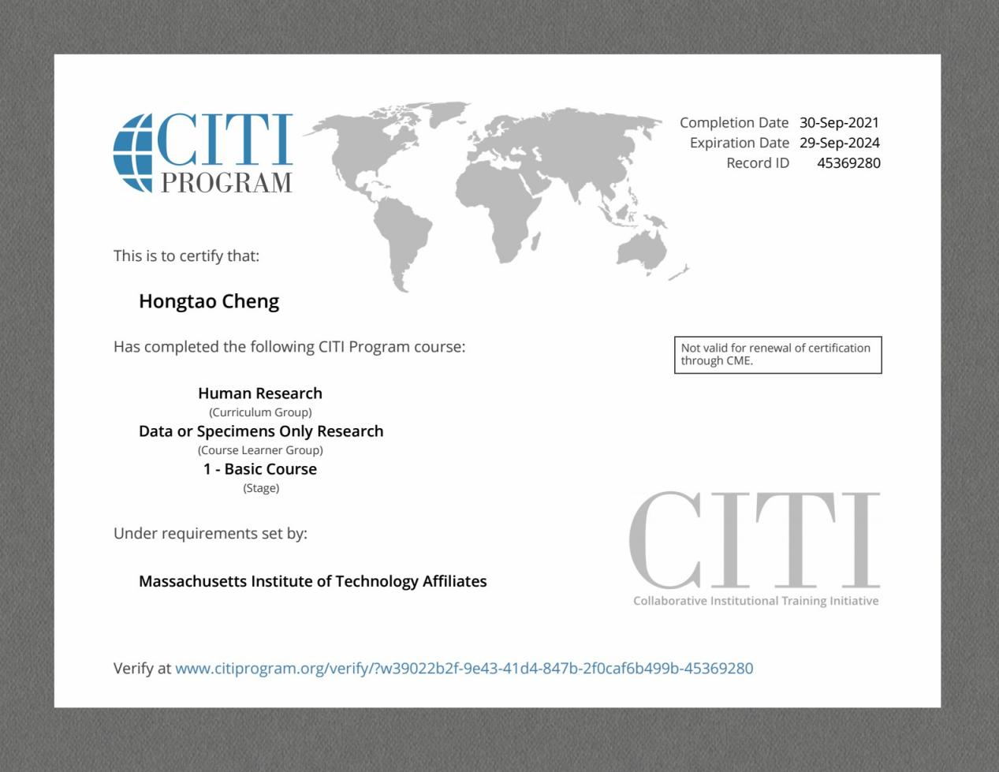 CITI
PROGRAM
Completion Date 30-Sep-2021
Expiration Date 29-Sep-2024
Record ID 45369280
This is to certify that:
Hongtao Cheng
Has completed the following CITI Program course:
Not valid for renewal of certification
through CME.
Human Research
(Curriculum Group)
Data or Specimens Only Research
(Course Learner Group)
1 - Basic Course
(Stage)
Under requirements set by:
Massachusetts Institute of Technology Affiliates
CITI
Collaborative Institutional Training Initiative
Verify at www.citiprogram.org/verify/?w39022b2f-9e43-41d4-847b-2f0caf6b499b-45369280